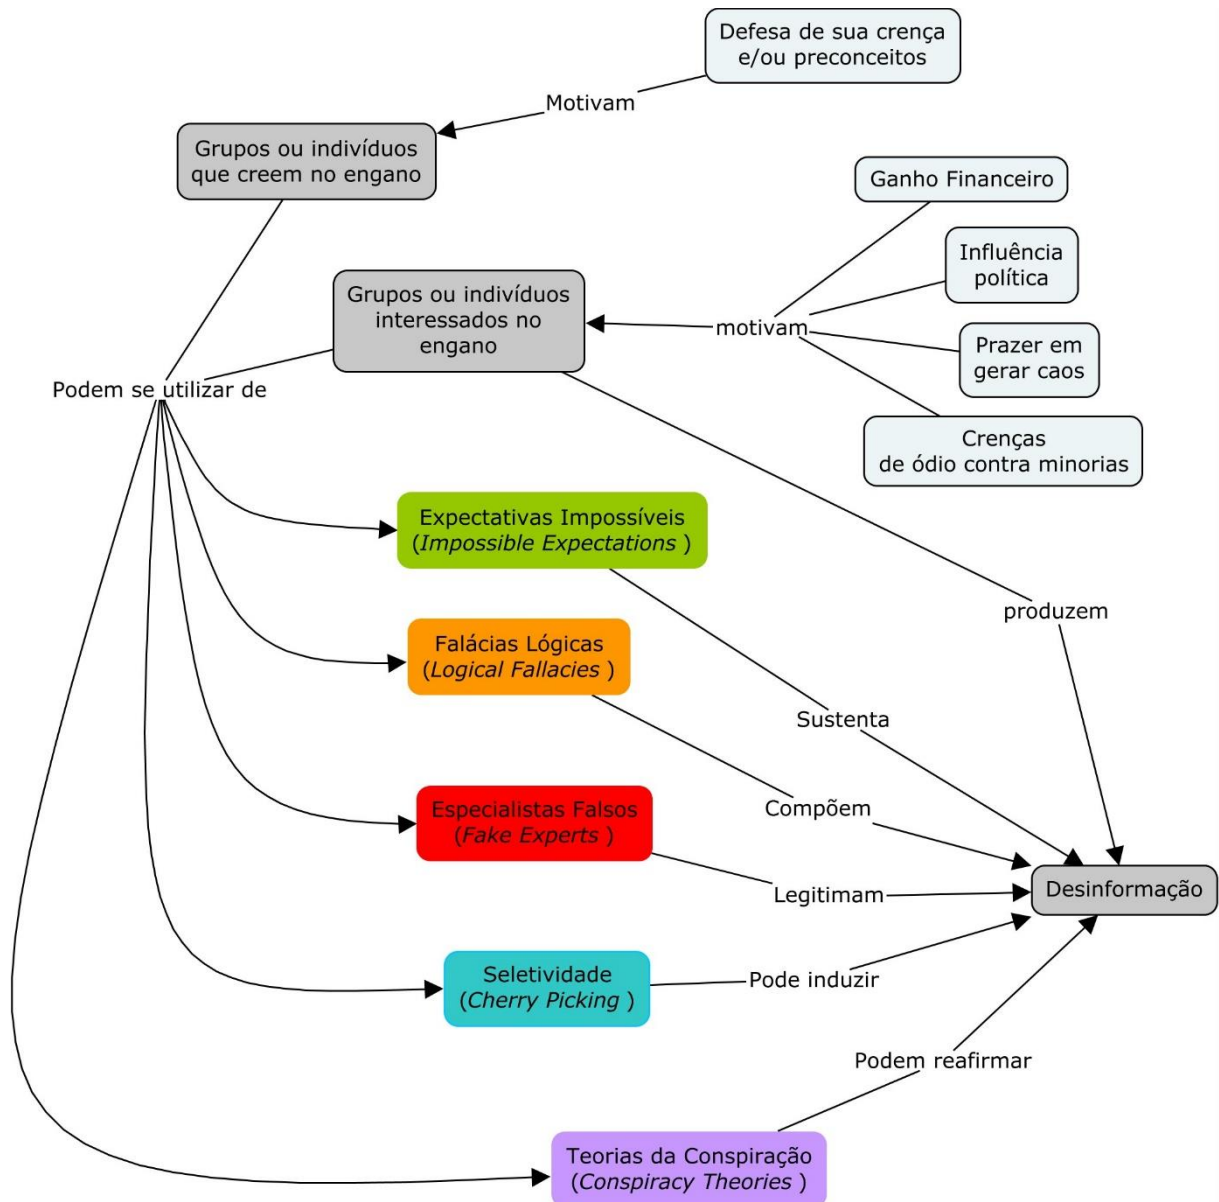 Defesa de sua crença
e/ou preconceitos
Motivam
Grupos ou indivíduos
que creem no engano
Ganho Financeiro
Influência
política
Grupos ou indivíduos
interessados no
engano
motivam
Prazer em
gerar caos
Podem se utilizar de
Crenças
de ódio contra minorias
Expectativas Impossíveis
(Impossible Expectations )
produzem
Falácias Lógicas
(Logical Fallacies )
Sustenta
Especialistas Falsos
(Fake Experts )
Compõem
Legitimam
Desinformação
Seletividade
(Cherry Picking )
Pode induzir
Podem reafirmar
Teorias da Conspiração
(Conspiracy Theories )